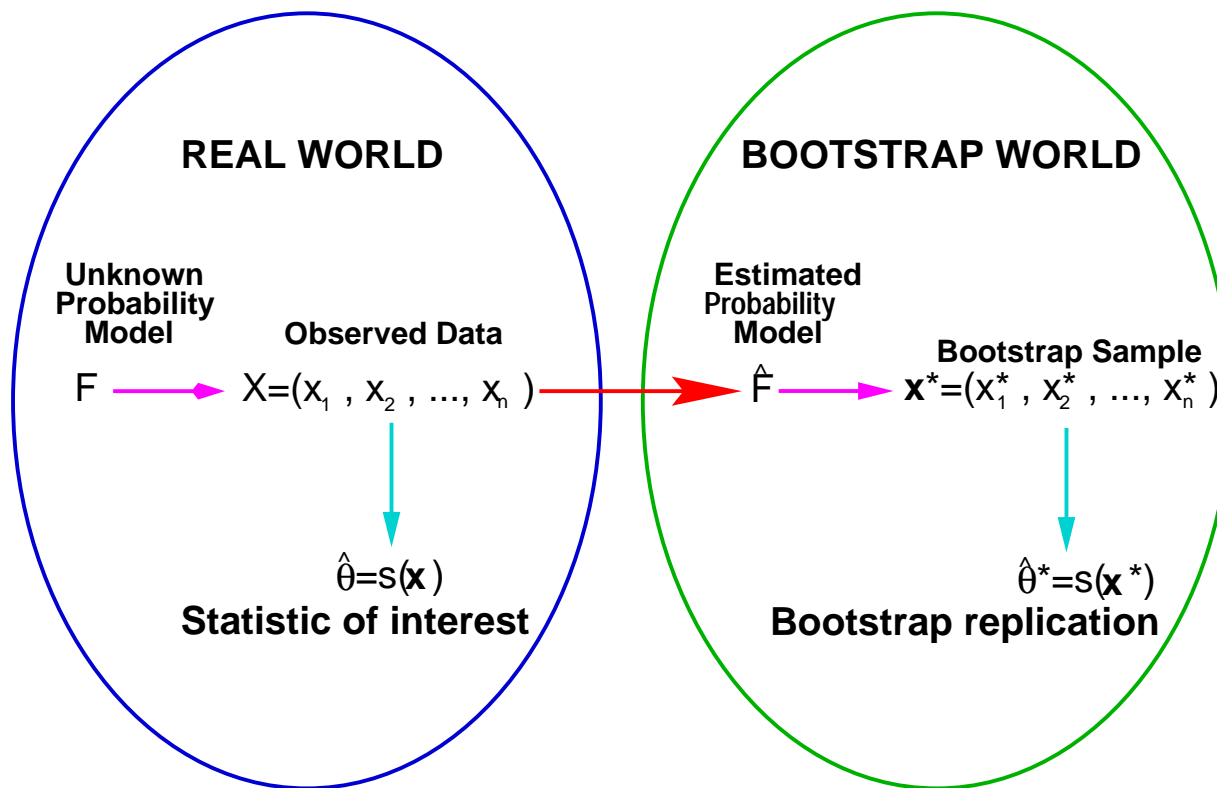 REAL WORLD
Unknown
Probability
Model
Observed Data
F
X=(x₁ , x₂ , ..., xₙ )
θ̂=s(x)
Statistic of interest
BOOTSTRAP WORLD
Estimated
Probability
Model
Bootstrap Sample
F̂
x*=(x₁* , x₂* , ..., xₙ* )
θ̂*=s(x*)
Bootstrap replication